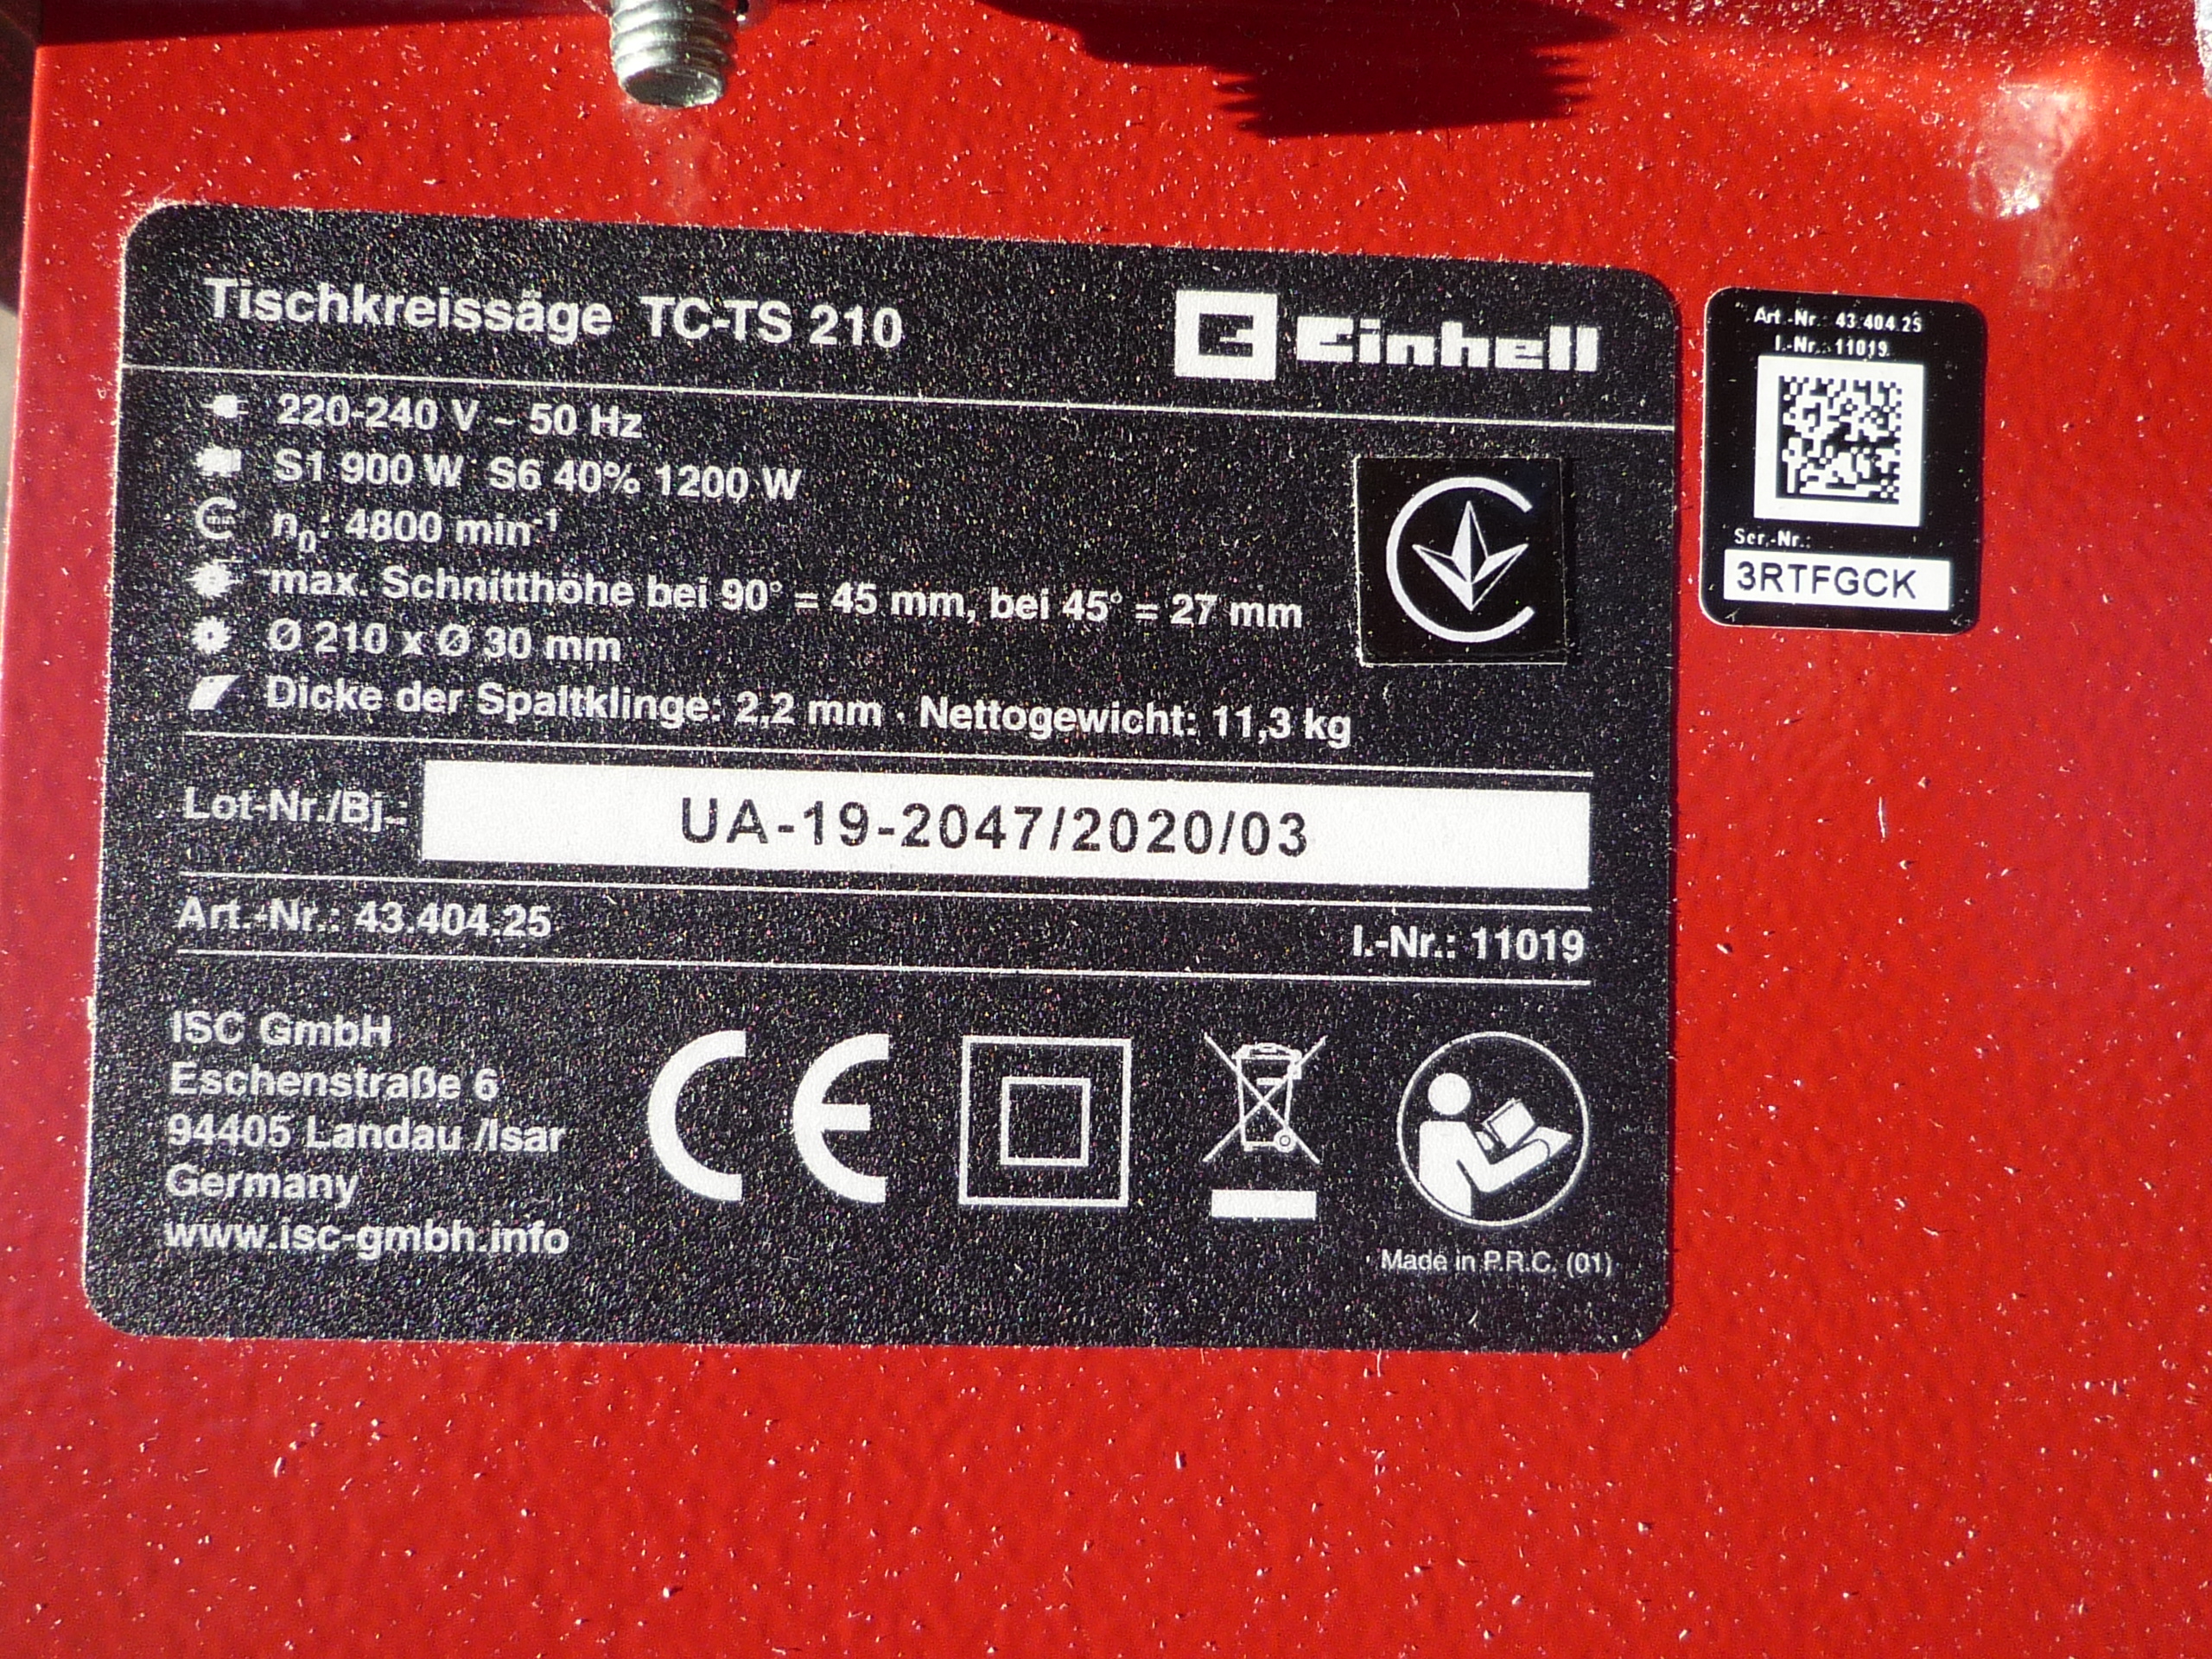 Tischkreissäge TC-TS 210
Einhell
220-240 V ~ 50 Hz
S1 900 W S6 40% 1200 W
n0: 4800 min-1
max. Schnitthöhe bei 90° = 45 mm, bei 45° = 27 mm
Ø 210 x Ø 30 mm
Dicke der Spaltklinge: 2,2 mm · Nettogewicht: 11,3 kg
Lot-Nr./Bj.: UA-19-2047/2020/03
Art.-Nr.: 43.404.25 I.-Nr.: 11019
ISC GmbH
Eschenstraße 6
94405 Landau /Isar
Germany
www.isc-gmbh.info
CE
Made in P.R.C. (01)
Art.-Nr.: 43.404.25
I.-Nr.: 11019
Ser.-Nr.:
3RTFGCK